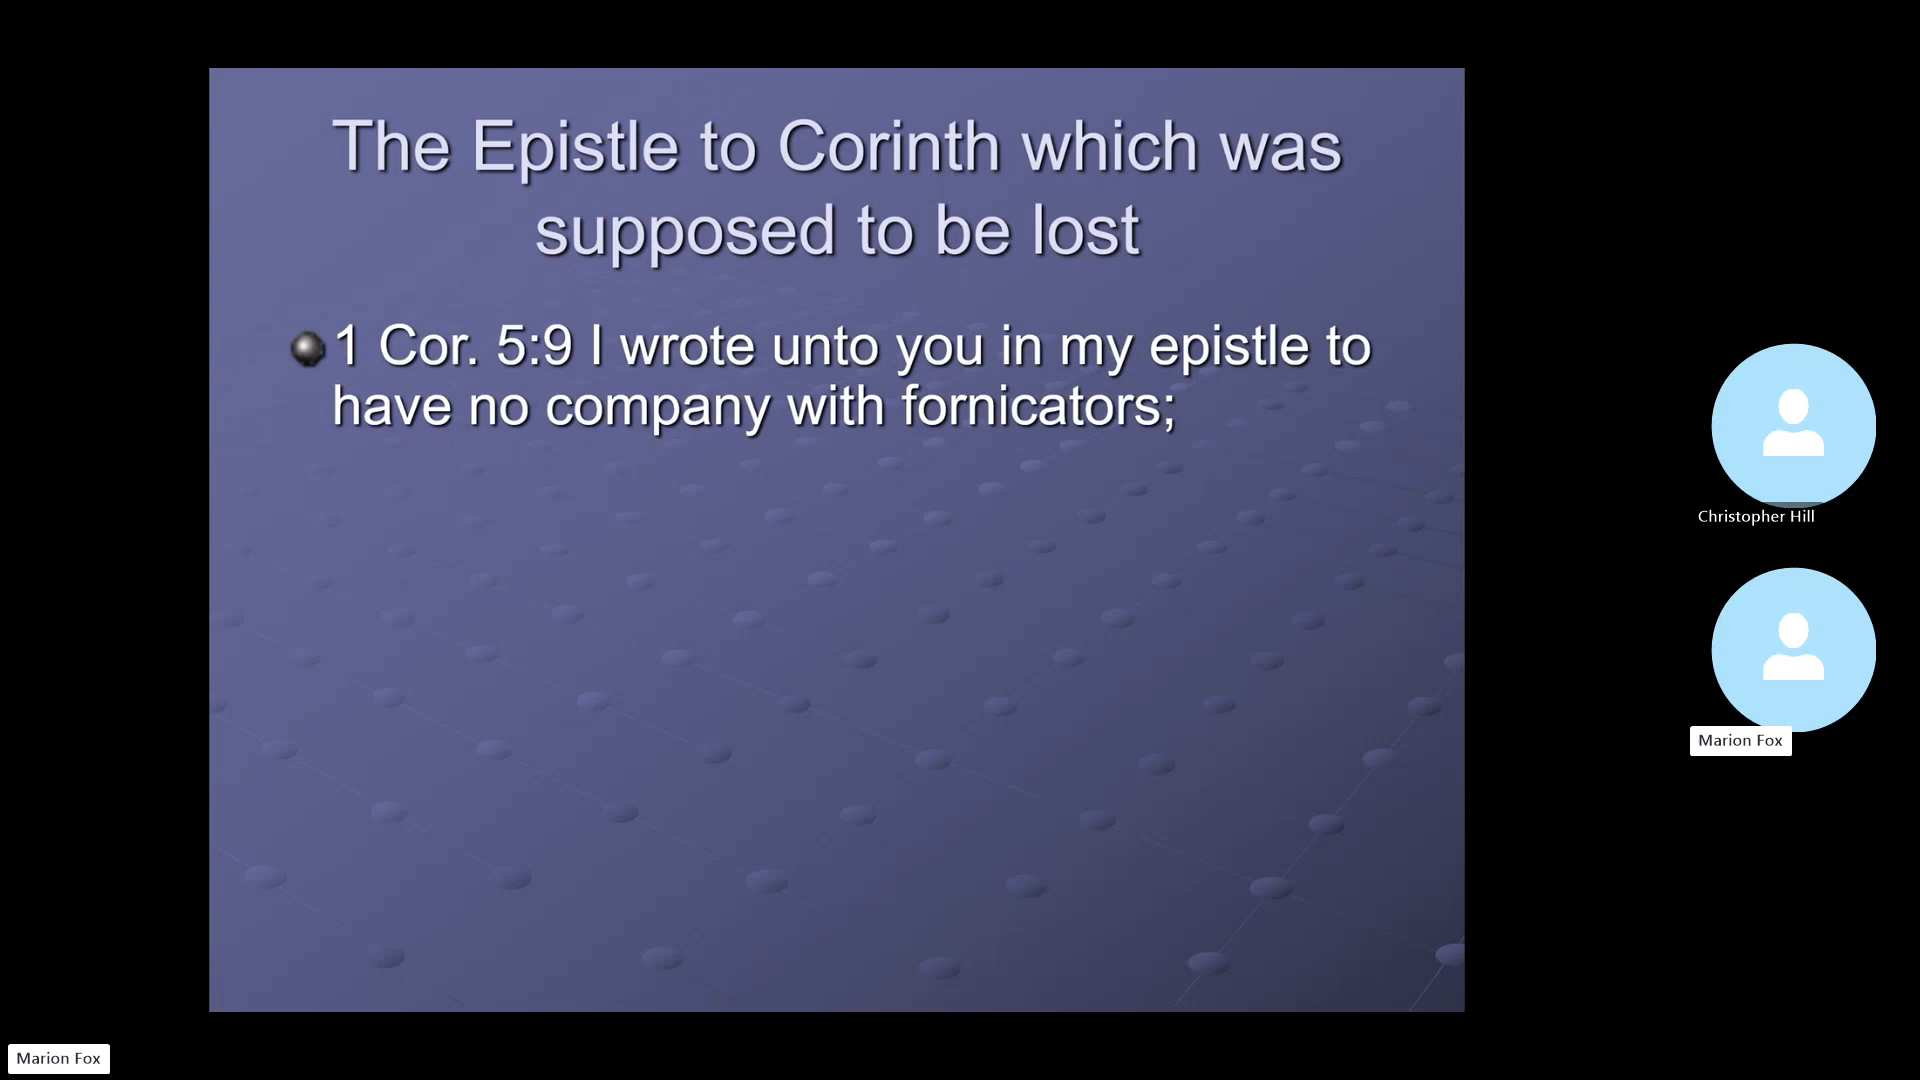 The Epistle to Corinth which was
supposed to be lost
1 Cor. 5:9 I wrote unto you in my epistle to
have no company with fornicators;
Christopher Hill
Marion Fox
Marion Fox